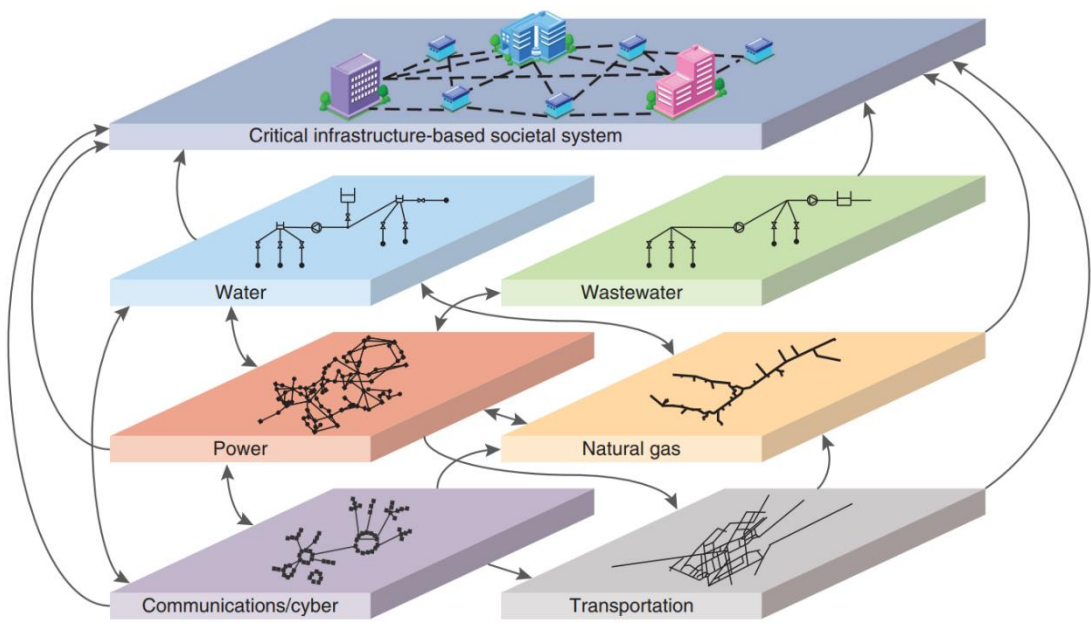 Critical infrastructure-based societal system
Water
Wastewater
Power
Natural gas
Communications/cyber
Transportation